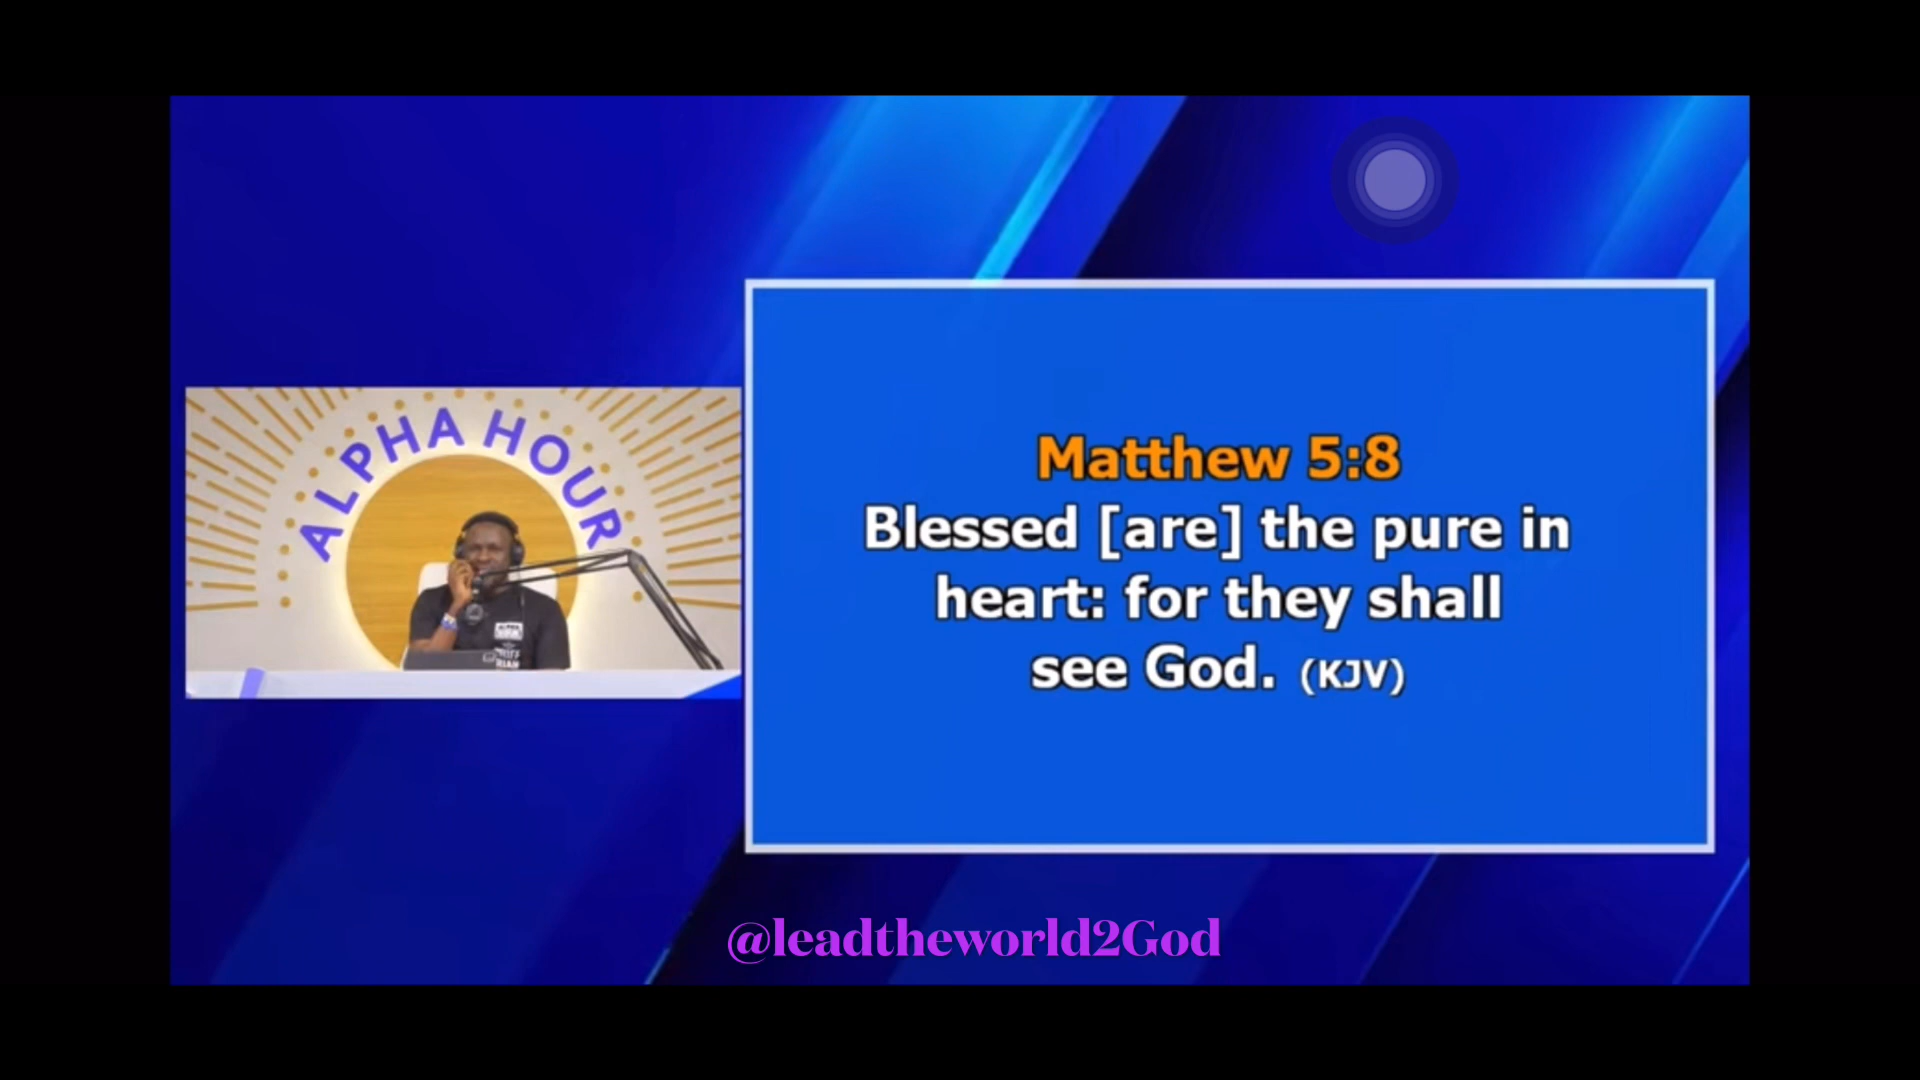 ALPHA HOUR
Matthew 5:8
Blessed [are] the pure in
heart: for they shall
see God. (KJV)
@leadtheworld2God